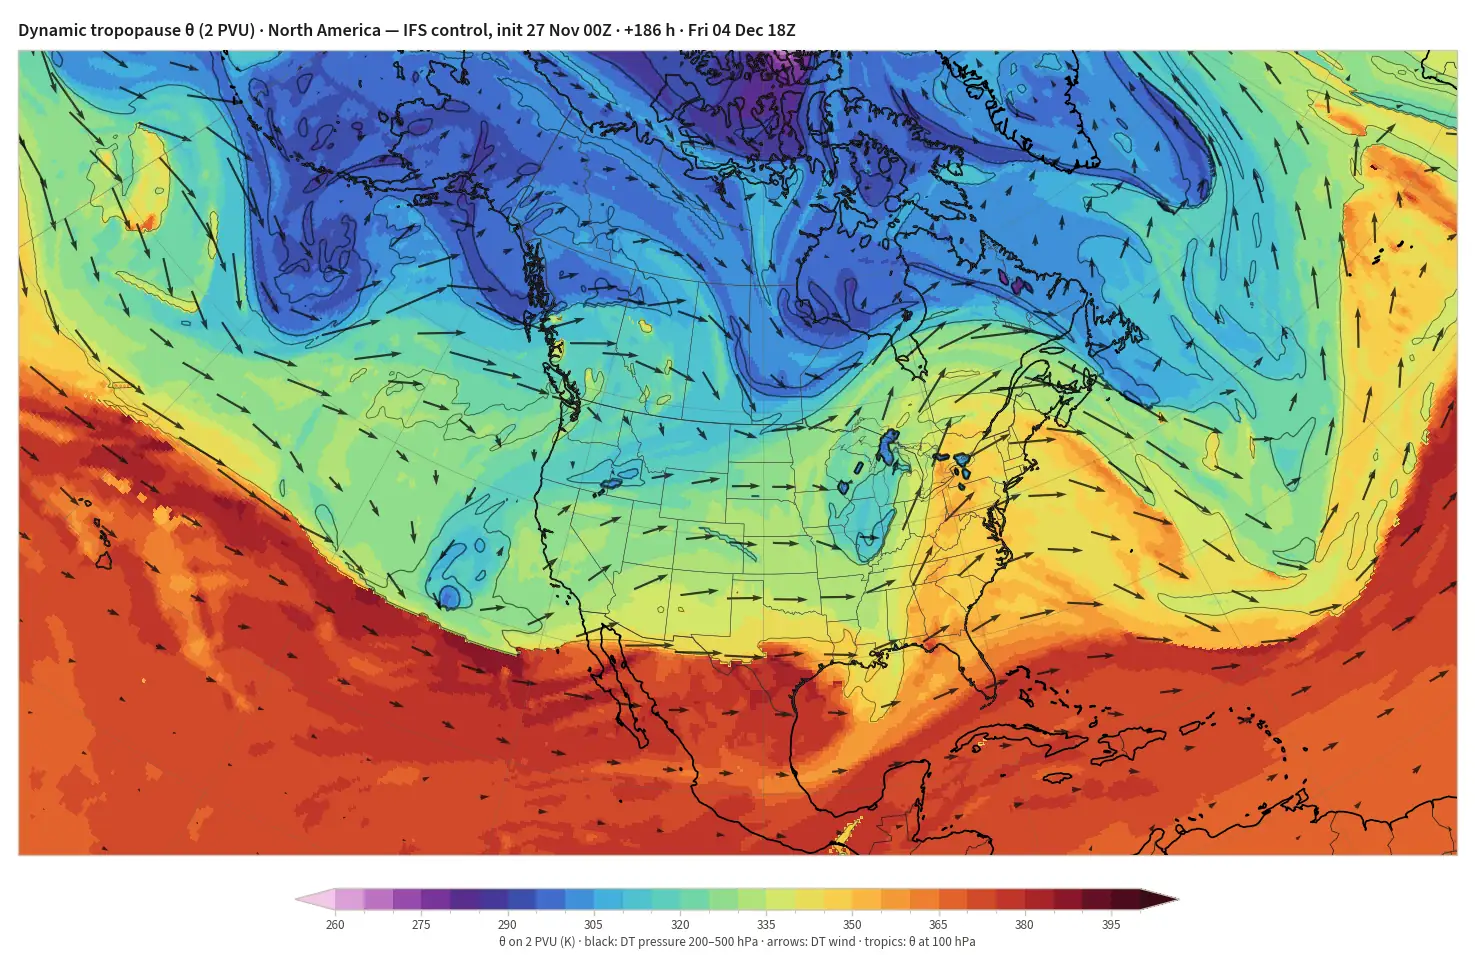 Dynamic tropopause θ (2 PVU) · North America — IFS control, init 27 Nov 00Z · +186 h · Fri 04 Dec 18Z
260 275 290 305 320 335 350 365 380 395
θ on 2 PVU (K) · black: DT pressure 200–500 hPa · arrows: DT wind · tropics: θ at 100 hPa